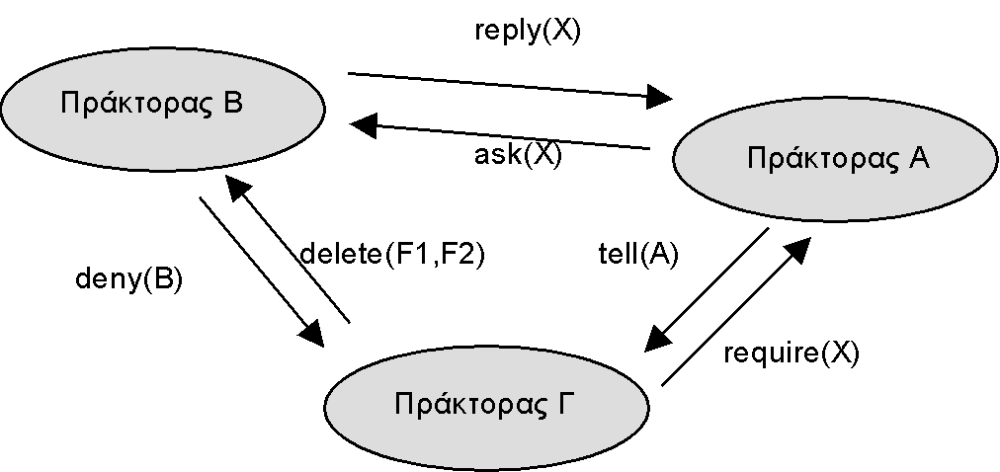 reply(X)
Πράκτορας Β
ask(X)
Πράκτορας Α
deny(B)
delete(F1,F2)
tell(A)
require(X)
Πράκτορας Γ